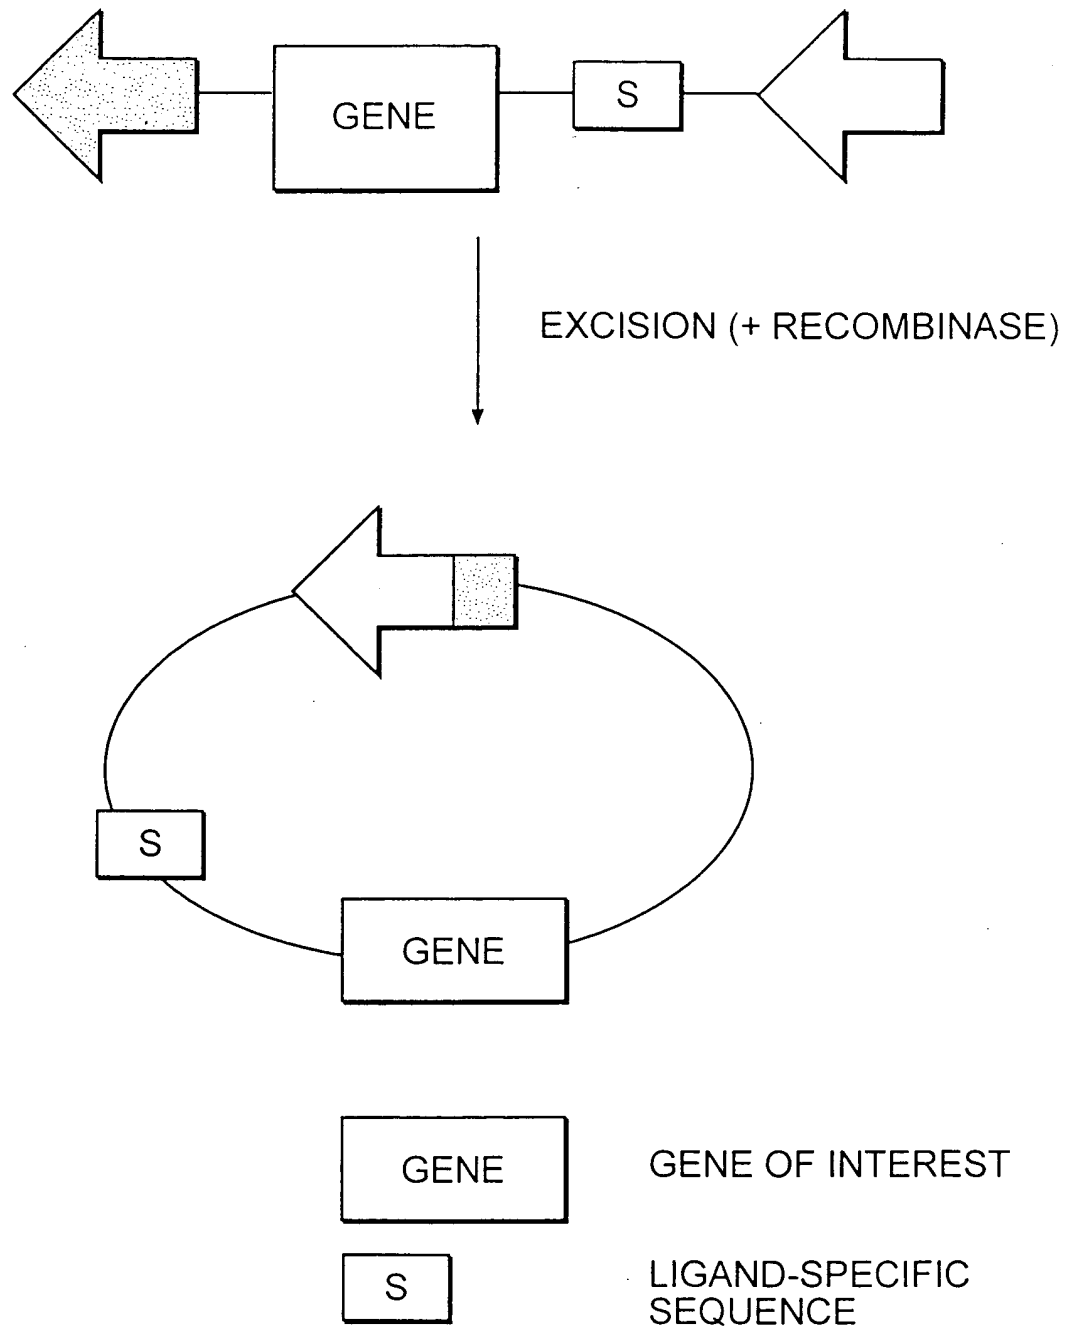 GENE
S
EXCISION (+ RECOMBINASE)
S
GENE
GENE
GENE OF INTEREST
S
LIGAND-SPECIFIC
SEQUENCE